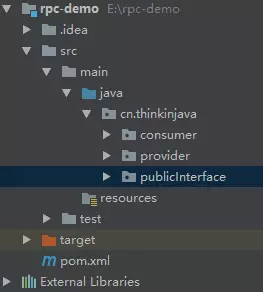 rpc-demo E:\rpc-demo
.idea
src
main
java
cn.thinkinjava
consumer
provider
publicInterface
resources
test
target
pom.xml
External Libraries